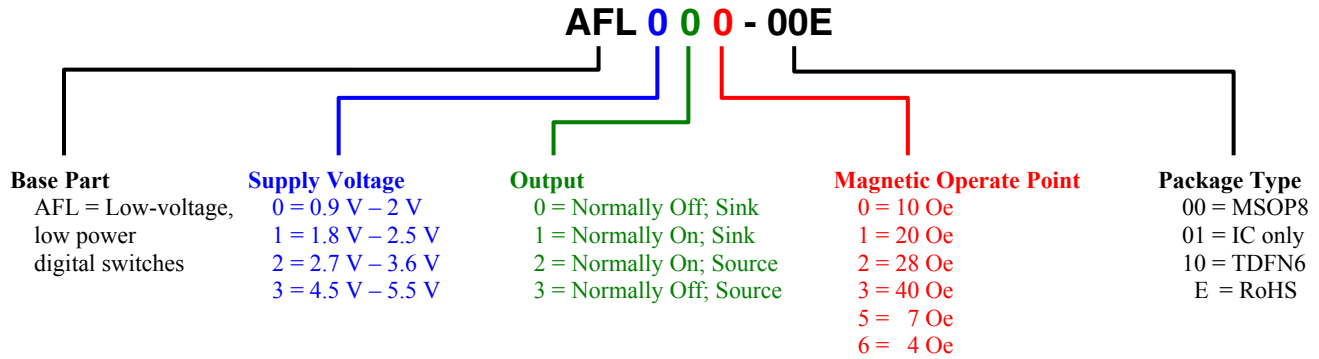 AFL 0 0 0 - 00E
Base Part
AFL = Low-voltage,
low power
digital switches
Supply Voltage
0 = 0.9 V – 2 V
1 = 1.8 V – 2.5 V
2 = 2.7 V – 3.6 V
3 = 4.5 V – 5.5 V
Output
0 = Normally Off; Sink
1 = Normally On; Sink
2 = Normally On; Source
3 = Normally Off; Source
Magnetic Operate Point
0 = 10 Oe
1 = 20 Oe
2 = 28 Oe
3 = 40 Oe
5 = 7 Oe
6 = 4 Oe
Package Type
00 = MSOP8
01 = IC only
10 = TDFN6
E = RoHS